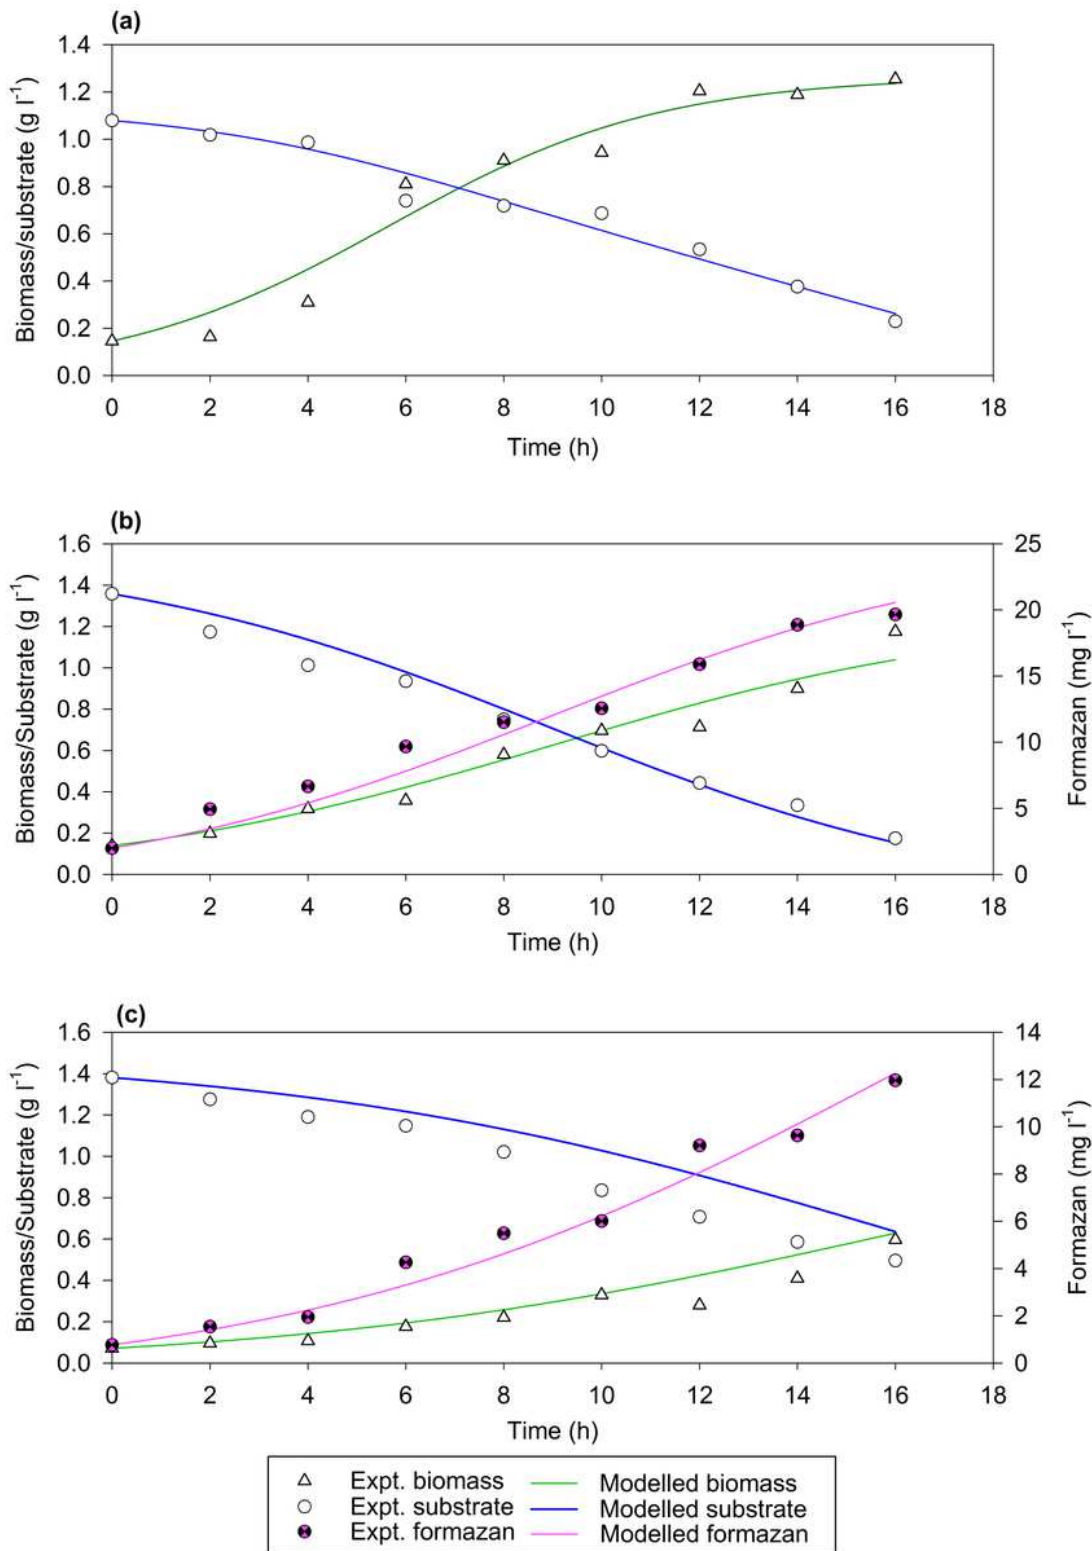 (a)
Biomass/substrate (g l⁻¹)
1.4
1.2
1.0
0.8
0.6
0.4
0.2
0.0
0 2 4 6 8 10 12 14 16 18
Time (h)
(b)
Biomass/Substrate (g l⁻¹)
1.6
1.4
1.2
1.0
0.8
0.6
0.4
0.2
0.0
25
20
15
10
5
0
Formazan (mg l⁻¹)
0 2 4 6 8 10 12 14 16 18
Time (h)
(c)
Biomass/Substrate (g l⁻¹)
1.6
1.4
1.2
1.0
0.8
0.6
0.4
0.2
0.0
14
12
10
8
6
4
2
0
Formazan (mg l⁻¹)
0 2 4 6 8 10 12 14 16 18
Time (h)
Expt. biomass Modelled biomass
Expt. substrate Modelled substrate
Expt. formazan Modelled formazan